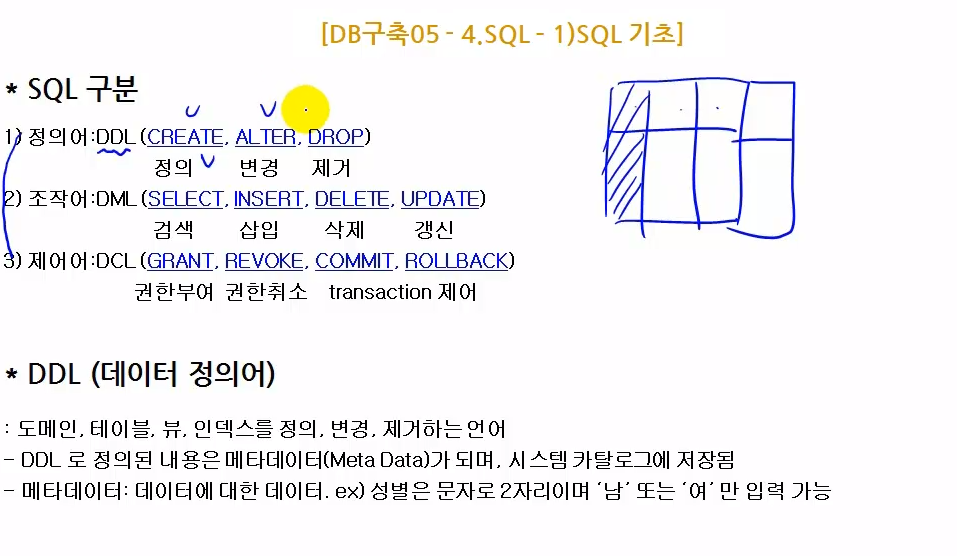 [DB구축05 - 4.SQL - 1)SQL 기초]
* SQL 구분
1) 정의어:DDL (CREATE, ALTER, DROP)
정의 변경 제거
2) 조작어:DML (SELECT, INSERT, DELETE, UPDATE)
검색 삽입 삭제 갱신
3) 제어어:DCL (GRANT, REVOKE, COMMIT, ROLLBACK)
권한부여 권한취소 transaction 제어
* DDL (데이터 정의어)
: 도메인, 테이블, 뷰, 인덱스를 정의, 변경, 제거하는 언어
- DDL 로 정의된 내용은 메타데이터(Meta Data)가 되며, 시스템 카탈로그에 저장됨
- 메타데이터: 데이터에 대한 데이터. ex) 성별은 문자로 2자리이며 ‘남’ 또는 ‘여’ 만 입력 가능